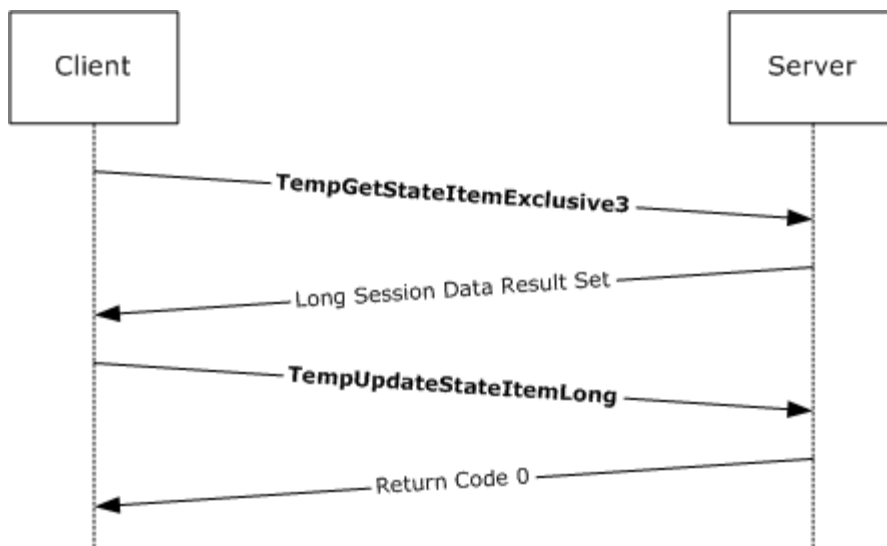 Client
Server
TempGetStateItemExclusive3
Long Session Data Result Set
TempUpdateStateItemLong
Return Code 0